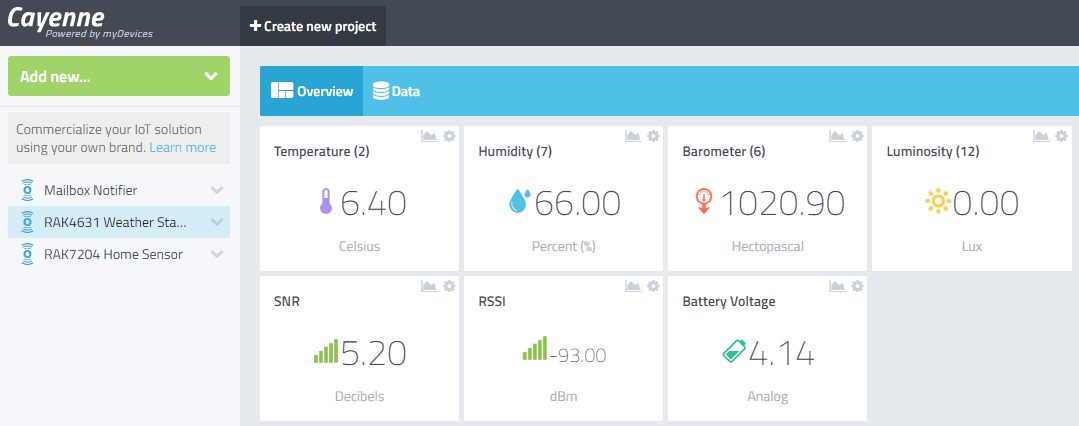 Cayenne
Powered by myDevices
Create new project
Add new...
Commercialize your IoT solution
using your own brand. Learn more
Mailbox Notifier
RAK4631 Weather Sta...
RAK7204 Home Sensor
Overview
Data
Temperature (2)
6.40
Celsius
Humidity (7)
66.00
Percent (%)
Barometer (6)
1020.90
Hectopascal
Luminosity (12)
0.00
Lux
SNR
5.20
Decibels
RSSI
-93.00
dBm
Battery Voltage
4.14
Analog